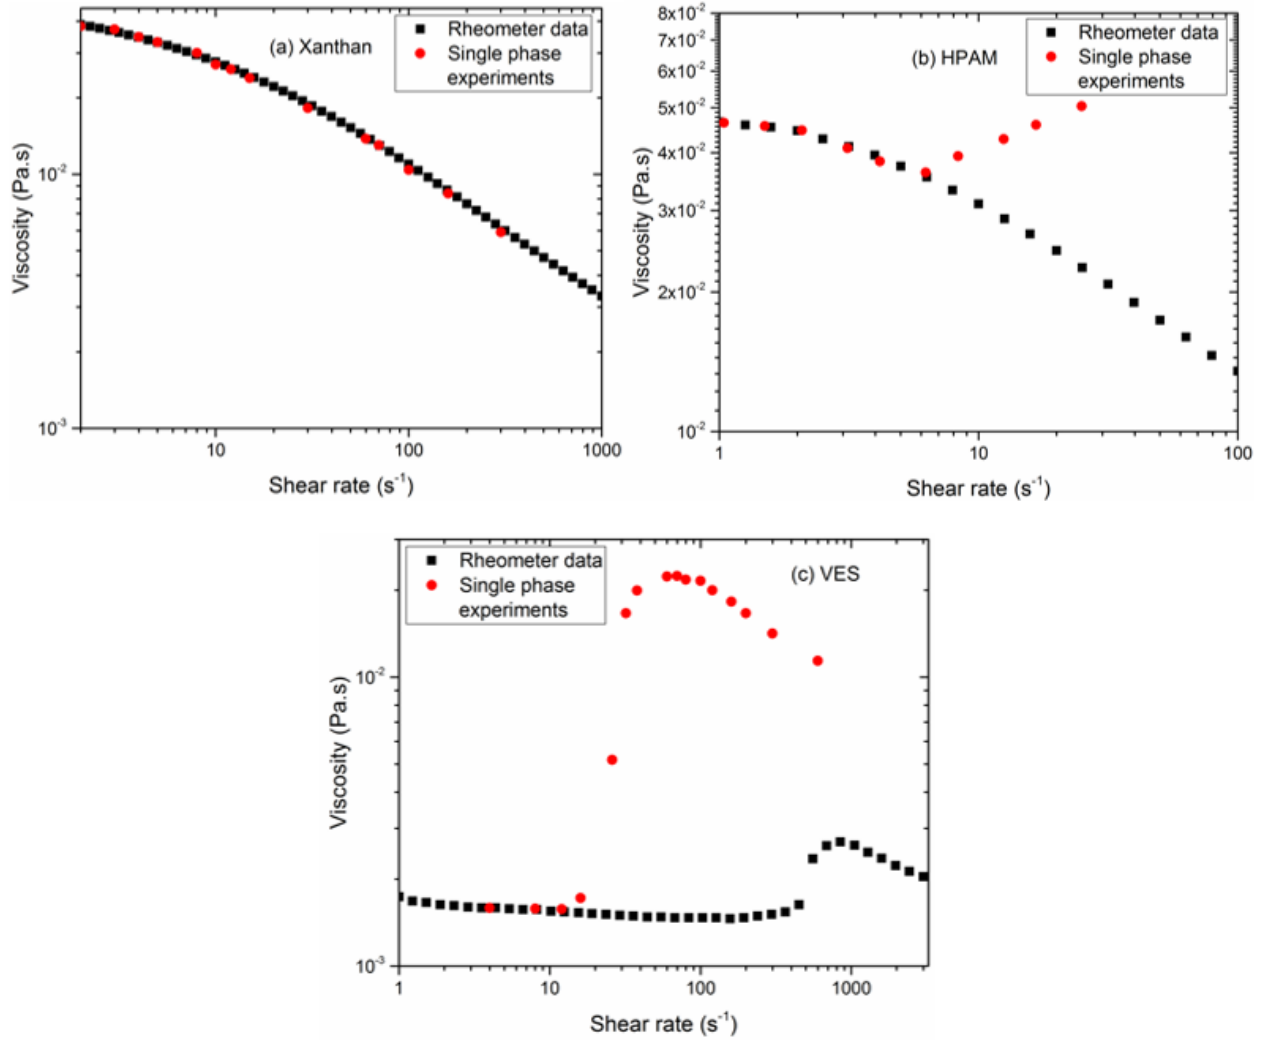 (a) Xanthan
Rheometer data
Single phase
experiments
10⁻²
10⁻³
Viscosity (Pa.s)
10
100
1000
Shear rate (s⁻¹)
(b) HPAM
Rheometer data
Single phase
experiments
8x10⁻²
7x10⁻²
6x10⁻²
5x10⁻²
4x10⁻²
3x10⁻²
2x10⁻²
10⁻²
Viscosity (Pa.s)
1
10
100
Shear rate (s⁻¹)
Rheometer data
Single phase
experiments
(c) VES
10⁻²
10⁻³
Viscosity (Pa.s)
1
10
100
1000
Shear rate (s⁻¹)